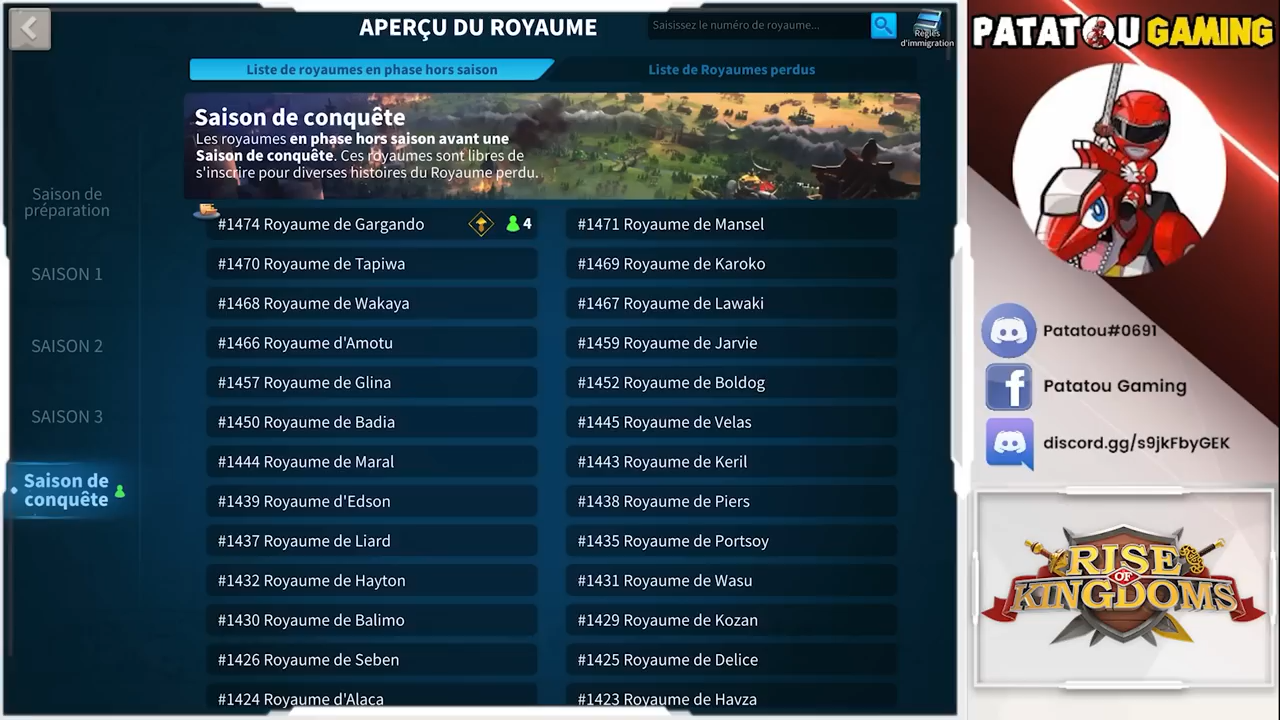 APERÇU DU ROYAUME
Saisissez le numéro de royaume...
Règles
d'immigration
Liste de royaumes en phase hors saison
Liste de Royaumes perdus
Saison de conquête
Les royaumes en phase hors saison avant une
Saison de conquête. Ces royaumes sont libres de
s'inscrire pour diverses histoires du Royaume perdu.
Saison de
préparation
SAISON 1
SAISON 2
SAISON 3
Saison de
conquête
#1474 Royaume de Gargando 4
#1471 Royaume de Mansel
#1470 Royaume de Tapiwa
#1469 Royaume de Karoko
#1468 Royaume de Wakaya
#1467 Royaume de Lawaki
#1466 Royaume d'Amotu
#1459 Royaume de Jarvie
#1457 Royaume de Glina
#1452 Royaume de Boldog
#1450 Royaume de Badia
#1445 Royaume de Velas
#1444 Royaume de Maral
#1443 Royaume de Keril
#1439 Royaume d'Edson
#1438 Royaume de Piers
#1437 Royaume de Liard
#1435 Royaume de Portsoy
#1432 Royaume de Hayton
#1431 Royaume de Wasu
#1430 Royaume de Balimo
#1429 Royaume de Kozan
#1426 Royaume de Seben
#1425 Royaume de Delice
#1424 Royaume d'Alaca
#1423 Royaume de Havza
PATATOU GAMING
Patatou#0691
Patatou Gaming
discord.gg/s9jkFbyGEK
RISE
OF
KINGDOMS